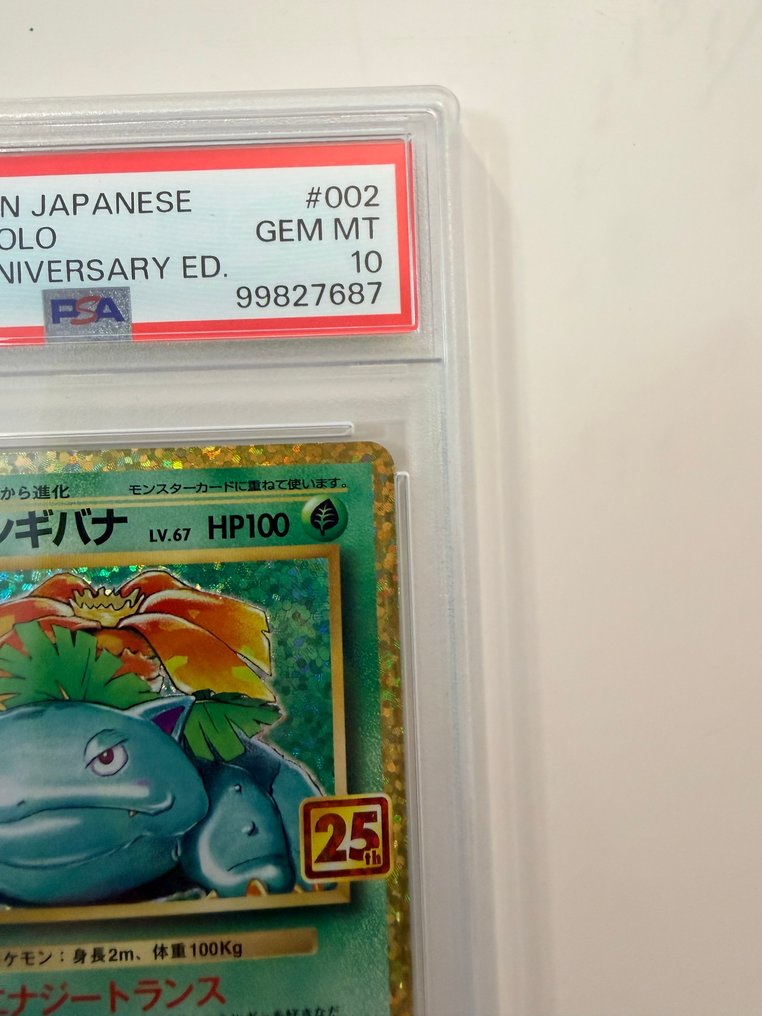 N JAPANESE #002
OLO GEM MT
NIVERSARY ED. 10
PSA 99827687
から進化 モンスターカードに重ねて使います。
ギバナ LV.67 HP100
25th
ケモン：身長2m、体重100Kg
エナジートランス